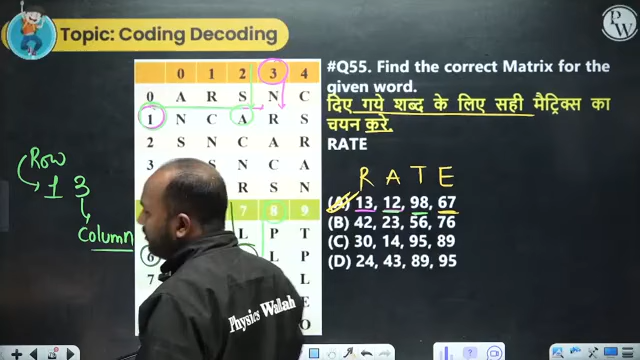 Topic: Coding Decoding
0 1 2 3 4
0 A R S N C
1 N C A R S
2 S N C A R
3 S N C A
R S N
7 8 9
L P T
6 L P
7 L
E
O
Row
1 3
Column
#Q55. Find the correct Matrix for the
given word.
दिए गये शब्द के लिए सही मैट्रिक्स का
चयन करे.
RATE
R A T E
(A) 13, 12, 98, 67
(B) 42, 23, 56, 76
(C) 30, 14, 95, 89
(D) 24, 43, 89, 95
Physics Wallah